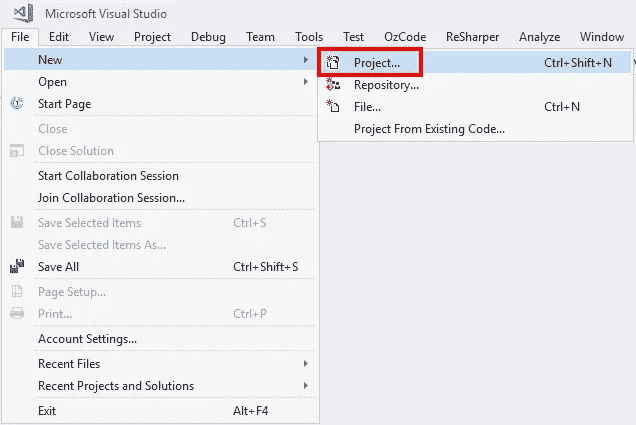 Microsoft Visual Studio
File Edit View Project Debug Team Tools Test OzCode ReSharper Analyze Window
New
Open
Start Page
Close
Close Solution
Start Collaboration Session
Join Collaboration Session...
Save Selected Items Ctrl+S
Save Selected Items As...
Save All Ctrl+Shift+S
Page Setup...
Print... Ctrl+P
Account Settings...
Recent Files
Recent Projects and Solutions
Exit Alt+F4
Project... Ctrl+Shift+N
Repository...
File... Ctrl+N
Project From Existing Code...